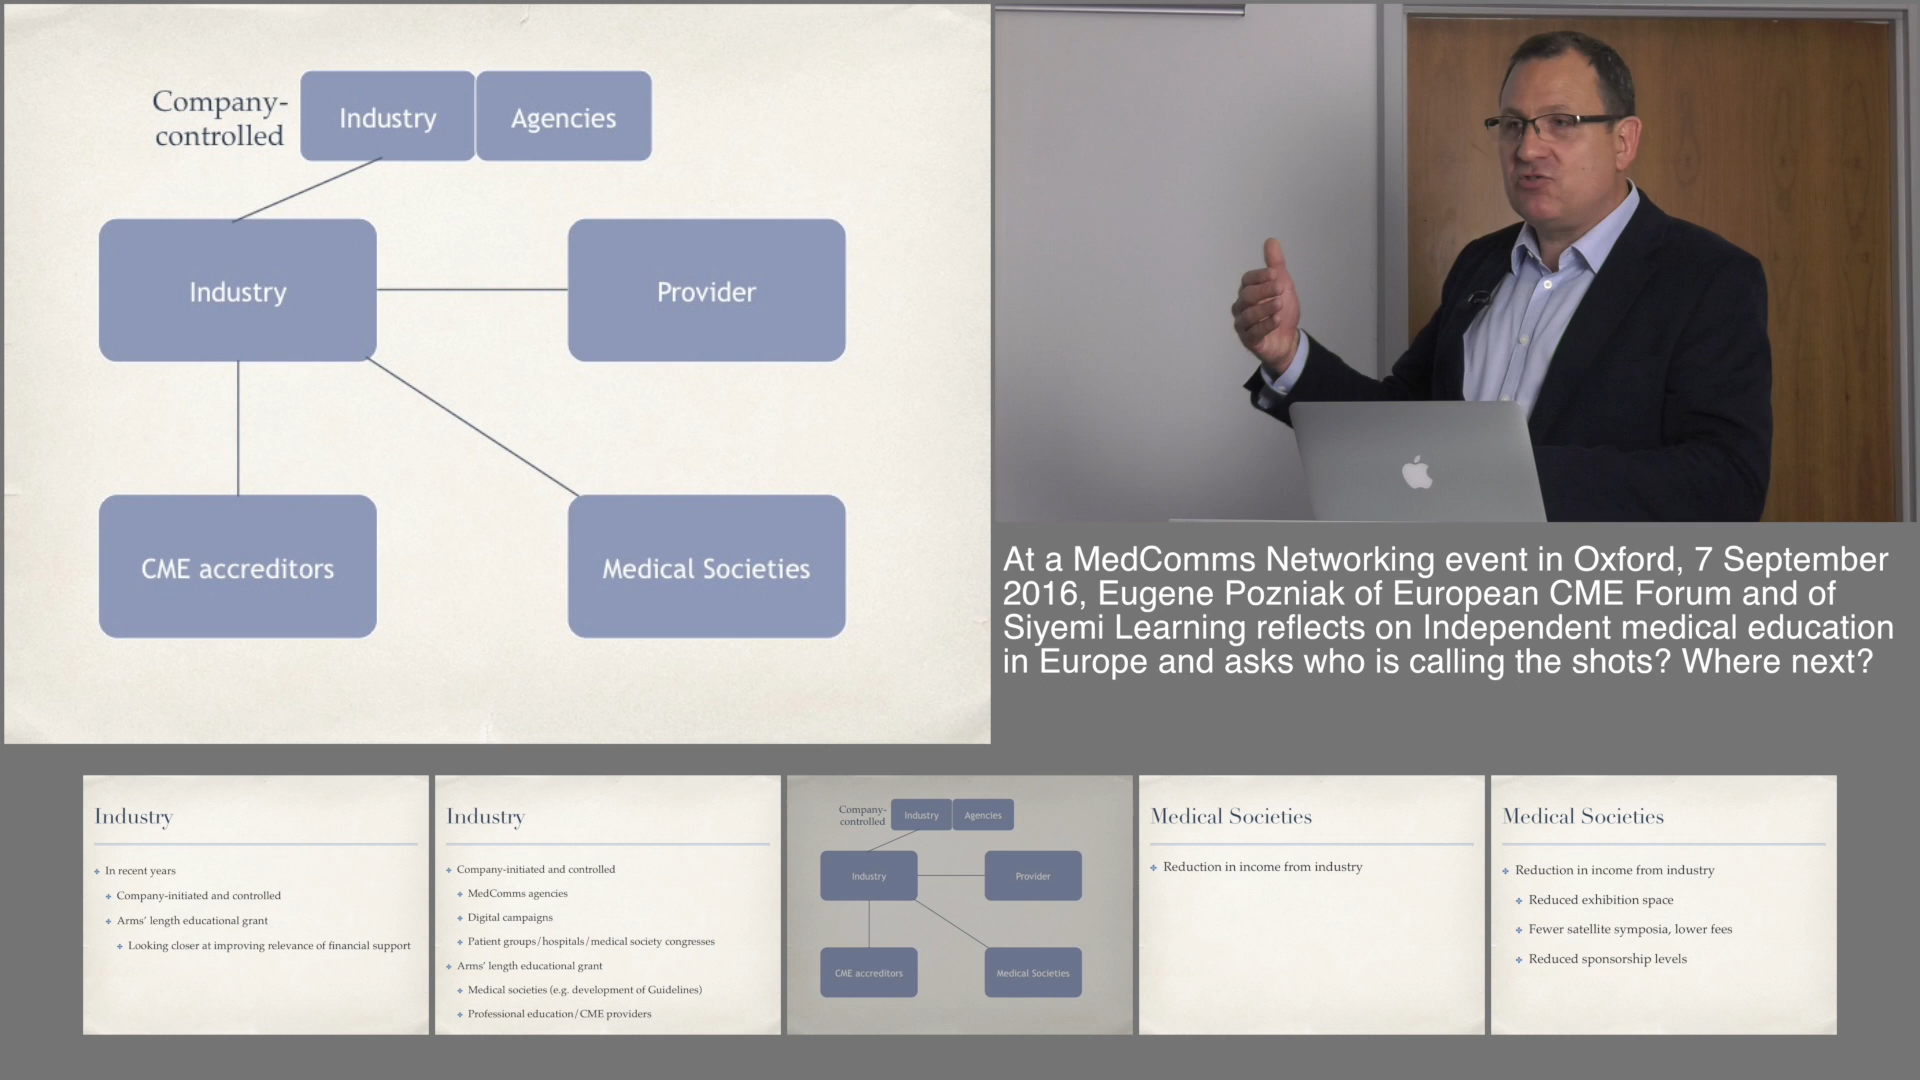 Company-
controlled
Industry
Agencies
Industry
Provider
CME accreditors
Medical Societies
At a MedComms Networking event in Oxford, 7 September
2016, Eugene Pozniak of European CME Forum and of
Siyemi Learning reflects on Independent medical education
in Europe and asks who is calling the shots? Where next?
Industry
In recent years
Company-initiated and controlled
Arms' length educational grant
Looking closer at improving relevance of financial support
Industry
Company-initiated and controlled
MedComms agencies
Digital campaigns
Patient groups/hospitals/medical society congresses
Arms' length educational grant
Medical societies (e.g. development of Guidelines)
Professional education/CME providers
Company-
controlled
Industry
Agencies
Industry
Provider
CME accreditors
Medical Societies
Medical Societies
Reduction in income from industry
Medical Societies
Reduction in income from industry
Reduced exhibition space
Fewer satellite symposia, lower fees
Reduced sponsorship levels